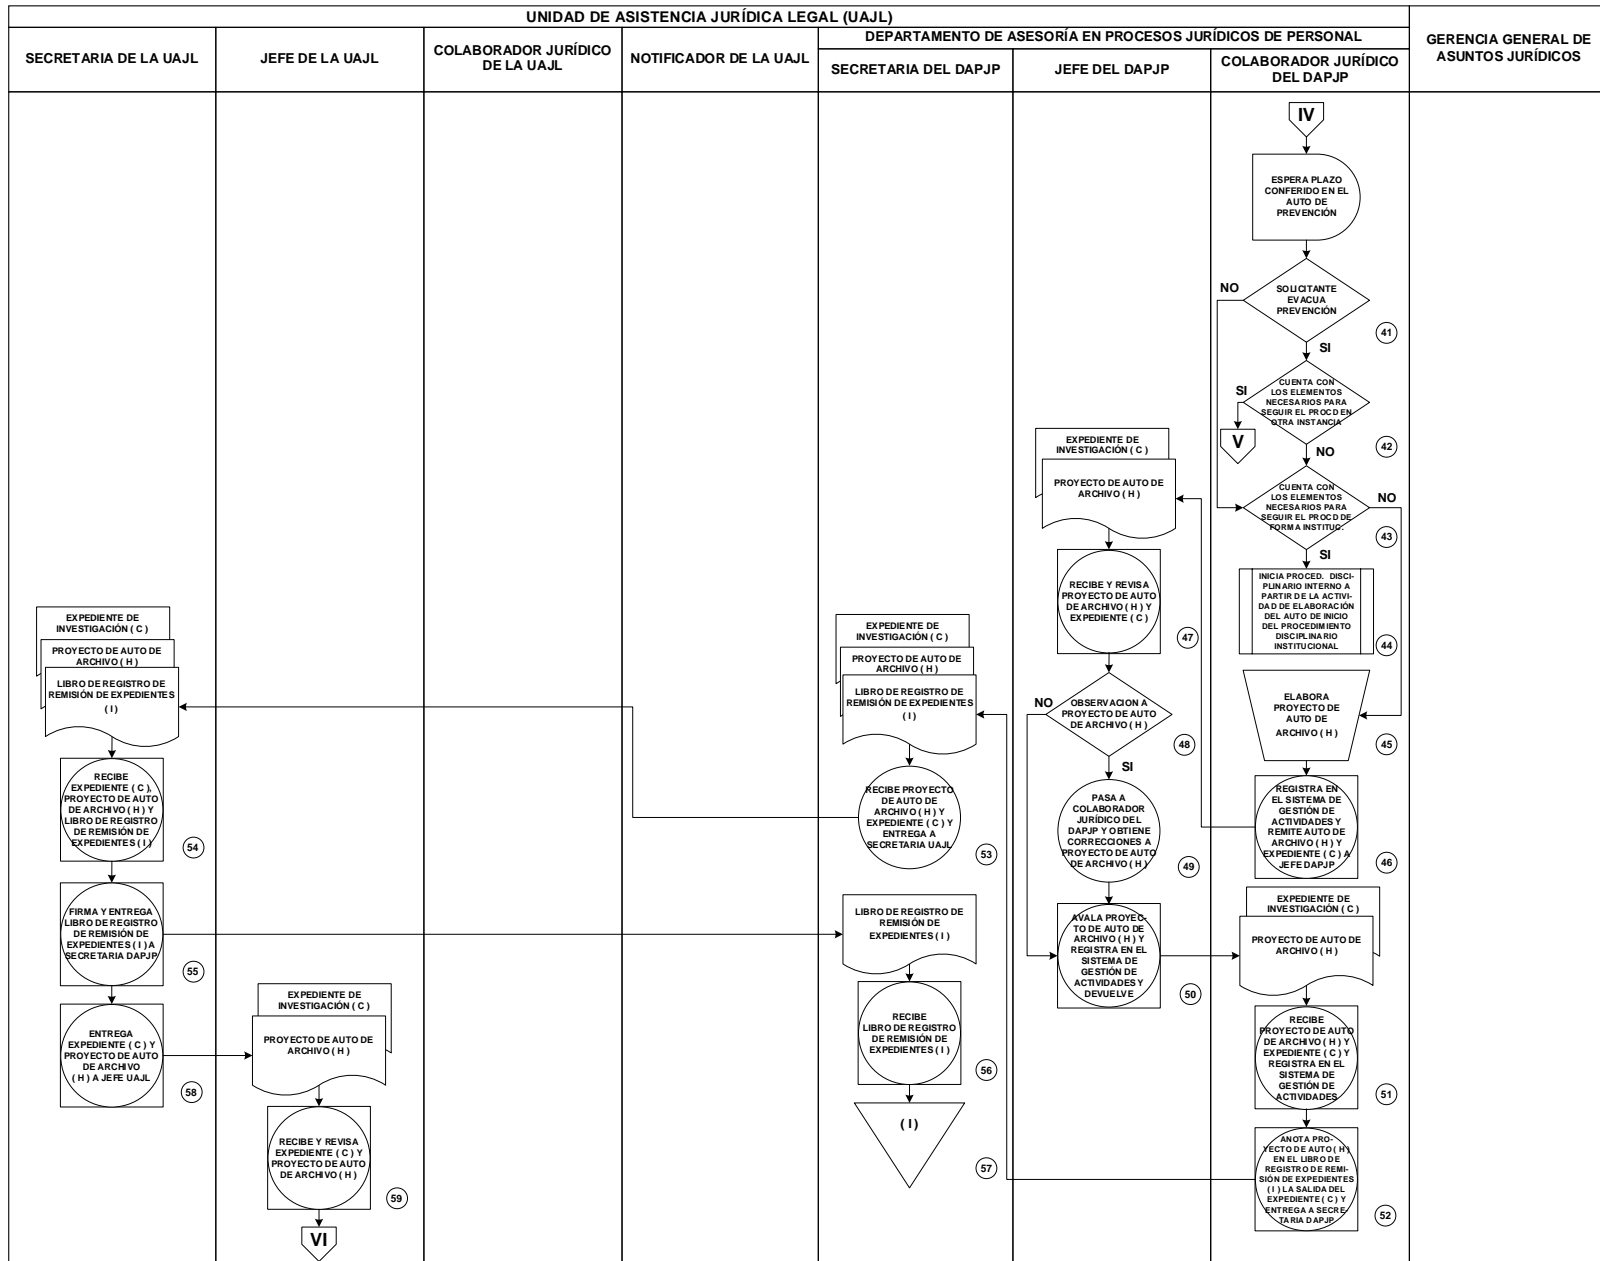 UNIDAD DE ASISTENCIA JURÍDICA LEGAL (UAJL)
SECRETARIA DE LA UAJL
JEFE DE LA UAJL
COLABORADOR JURÍDICO
DE LA UAJL
NOTIFICADOR DE LA UAJL
DEPARTAMENTO DE ASESORÍA EN PROCESOS JURÍDICOS DE PERSONAL
SECRETARIA DEL DAPJP
JEFE DEL DAPJP
COLABORADOR JURÍDICO
DEL DAPJP
GERENCIA GENERAL DE
ASUNTOS JURÍDICOS
IV
ESPERA PLAZO
CONFERIDO EN EL
AUTO DE
PREVENCIÓN
NO
SOLICITANTE
EVACUA
PREVENCIÓN
41
SI
SI
CUENTA CON
LOS ELEMENTOS
NECESARIOS PARA
SEGUIR EL PROCD EN
OTRA INSTANCIA
42
V
NO
CUENTA CON
LOS ELEMENTOS
NECESARIOS PARA
SEGUIR EL PROCD DE
FORMA INSTITUC.
NO
43
SI
INICIA PROCED. DISCI-
PLINARIO INTERNO A
PARTIR DE LA ACTIVI-
DAD DE ELABORACIÓN
DEL AUTO DE INICIO
DEL PROCEDIMIENTO
DISCIPLINARIO
INSTITUCIONAL
44
ELABORA
PROYECTO DE
AUTO DE
ARCHIVO ( H )
45
REGISTRA EN
EL SISTEMA DE
GESTIÓN DE
ACTIVIDADES Y
REMITE AUTO DE
ARCHIVO ( H ) Y
EXPEDIENTE ( C ) A
JEFE DAPJP
46
EXPEDIENTE DE
INVESTIGACIÓN ( C )
PROYECTO DE AUTO DE
ARCHIVO ( H )
RECIBE Y REVISA
PROYECTO DE AUTO
DE ARCHIVO ( H ) Y
EXPEDIENTE ( C )
47
NO
OBSERVACION A
PROYECTO DE AUTO
DE ARCHIVO ( H )
48
SI
PASA A
COLABORADOR
JURÍDICO DEL
DAPJP Y OBTIENE
CORRECCIONES A
PROYECTO DE AUTO
DE ARCHIVO ( H )
49
AVALA PROYEC-
TO DE AUTO DE
ARCHIVO ( H ) Y
REGISTRA EN EL
SISTEMA DE
GESTIÓN DE
ACTIVIDADES Y
DEVUELVE
50
EXPEDIENTE DE
INVESTIGACIÓN ( C )
PROYECTO DE AUTO DE
ARCHIVO ( H )
RECIBE
PROYECTO DE AUTO
DE ARCHIVO ( H ) Y
EXPEDIENTE ( C ) Y
REGISTRA EN EL
SISTEMA DE
GESTIÓN DE
ACTIVIDADES
51
ANOTA PRO-
YECTO DE AUTO ( H )
EN EL LIBRO DE
REGISTRO DE REMI-
SIÓN DE EXPEDIENTES
( I ) LA SALIDA DEL
EXPEDIENTE ( C ) Y
ENTREGA A SECRE-
TARIA DAPJP
52
EXPEDIENTE DE
INVESTIGACIÓN ( C )
PROYECTO DE AUTO DE
ARCHIVO ( H )
LIBRO DE REGISTRO DE
REMISIÓN DE EXPEDIENTES
( I )
RECIBE PROYECTO
DE AUTO DE
ARCHIVO ( H ) Y
EXPEDIENTE ( C ) Y
ENTREGA A
SECRETARIA UAJL
53
EXPEDIENTE DE
INVESTIGACIÓN ( C )
PROYECTO DE AUTO DE
ARCHIVO ( H )
LIBRO DE REGISTRO DE
REMISIÓN DE EXPEDIENTES
( I )
RECIBE
EXPEDIENTE ( C ),
PROYECTO DE AUTO
DE ARCHIVO ( H ) Y
LIBRO DE REGISTRO
DE REMISIÓN DE
EXPEDIENTES ( I )
54
FIRMA Y ENTREGA
LIBRO DE REGISTRO
DE REMISIÓN DE
EXPEDIENTES ( I ) A
SECRETARIA DAPJP
55
LIBRO DE REGISTRO DE
REMISIÓN DE
EXPEDIENTES ( I )
RECIBE
LIBRO DE REGISTRO
DE REMISIÓN DE
EXPEDIENTES ( I )
56
( I )
57
ENTREGA
EXPEDIENTE ( C ) Y
PROYECTO DE AUTO
DE ARCHIVO
( H ) A JEFE UAJL
58
EXPEDIENTE DE
INVESTIGACIÓN ( C )
PROYECTO DE AUTO DE
ARCHIVO ( H )
RECIBE Y REVISA
EXPEDIENTE ( C ) Y
PROYECTO DE AUTO
DE ARCHIVO ( H )
59
VI